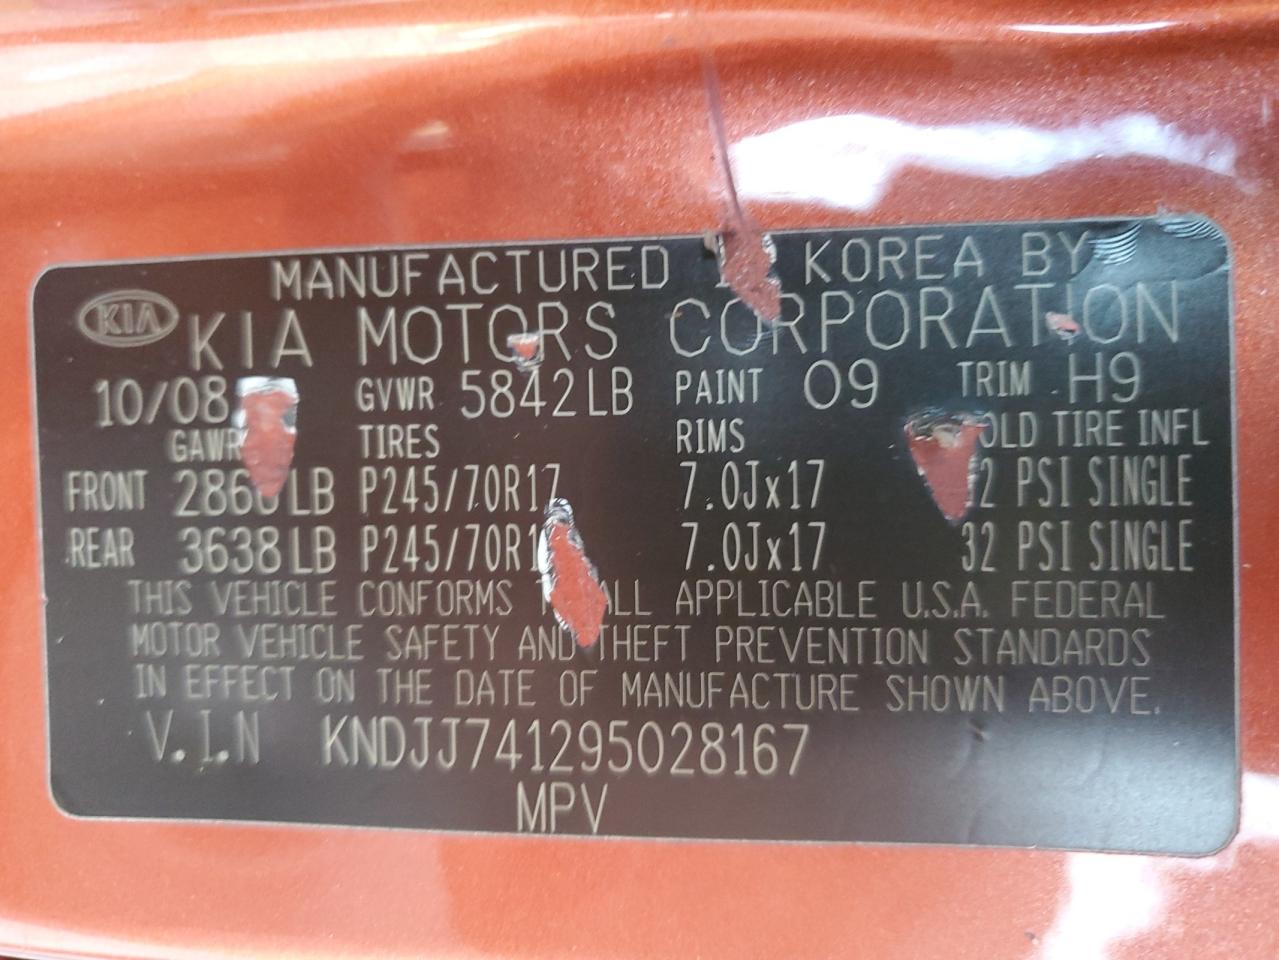 MANUFACTURED KOREA BY
KIA
KIA MOTORS CORPORATION
10/08 GVWR 5842LB PAINT 09 TRIM H9
TIRES RIMS TIRE INFL
FRONT P245/70R17 7.0Jx17 PSI SINGLE
REAR 3638LB 7.0Jx17 32 PSI SINGLE
THIS VEHICLE CONFORMS ALL APPLICABLE U.S.A. FEDERAL
MOTOR VEHICLE SAFETY AND THEFT PREVENTION STANDARDS
IN EFFECT ON THE DATE OF MANUFACTURE SHOWN ABOVE.
V.I.N KNDJJ741295028167
MPV